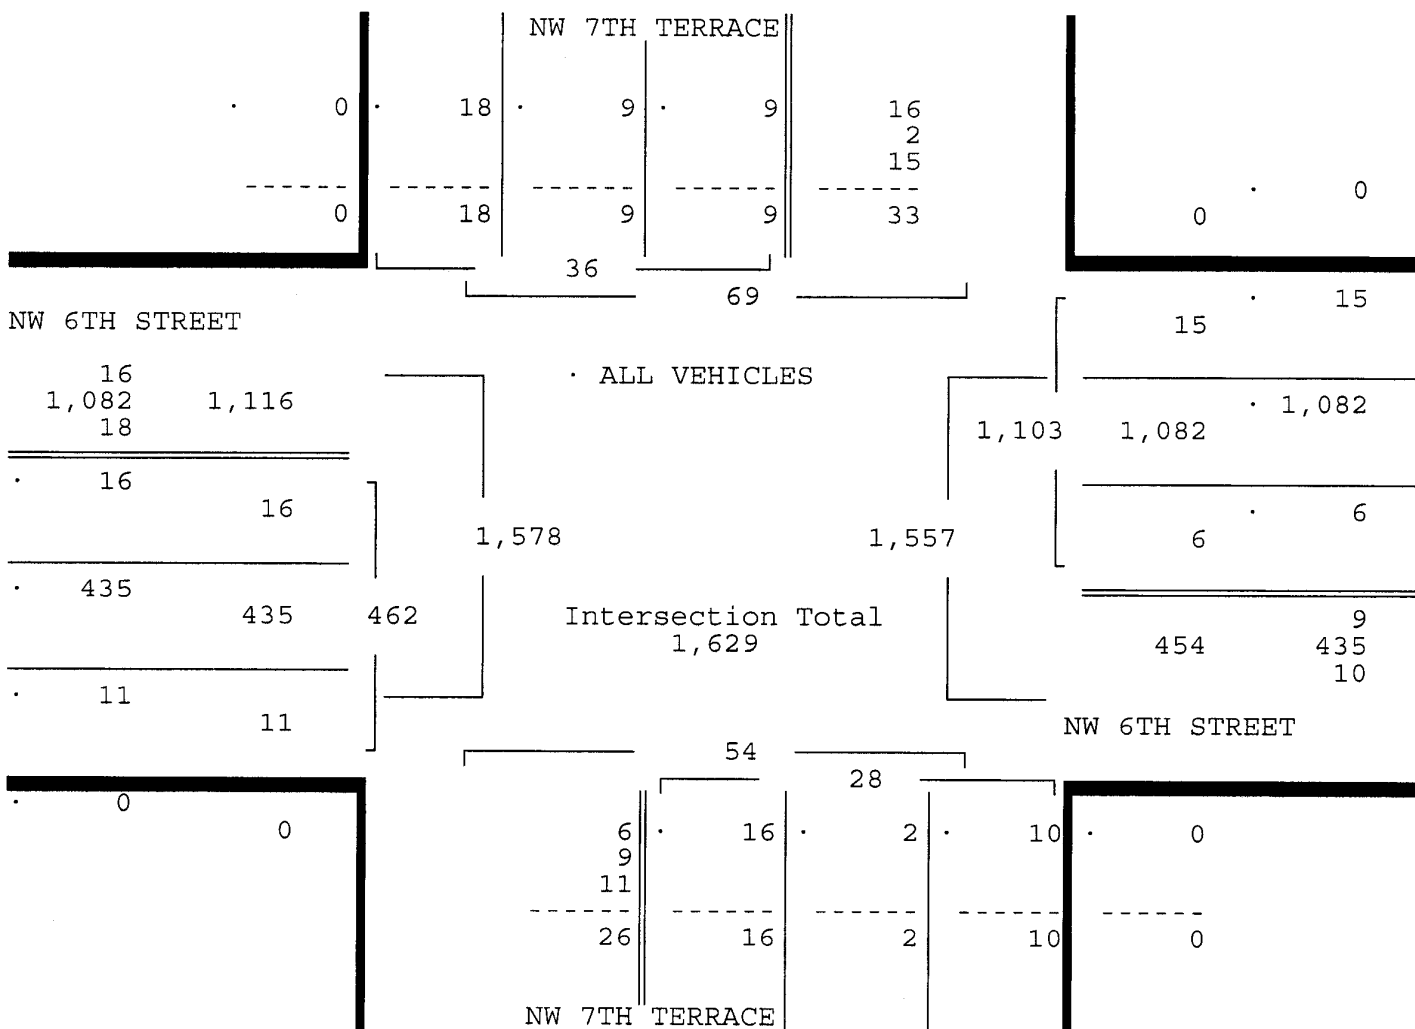 NW 7TH TERRACE
· 0 · 18 · 9 · 9 16
2
15
------ ------ ------ ------ ------
0 18 9 9 33
· 0
0
36
69
· 15
15
NW 6TH STREET
16
1,082 1,116
18
· ALL VEHICLES
· 1,082
1,103 1,082
· 16
16
· 6
6
1,578 1,557
· 435
435 462
Intersection Total
1,629
9
454 435
10
· 11
11
NW 6TH STREET
54
28
· 0
0
6 · 16 · 2 · 10 · 0
9
11
------ ------ ------ ------ ------
26 16 2 10 0
NW 7TH TERRACE